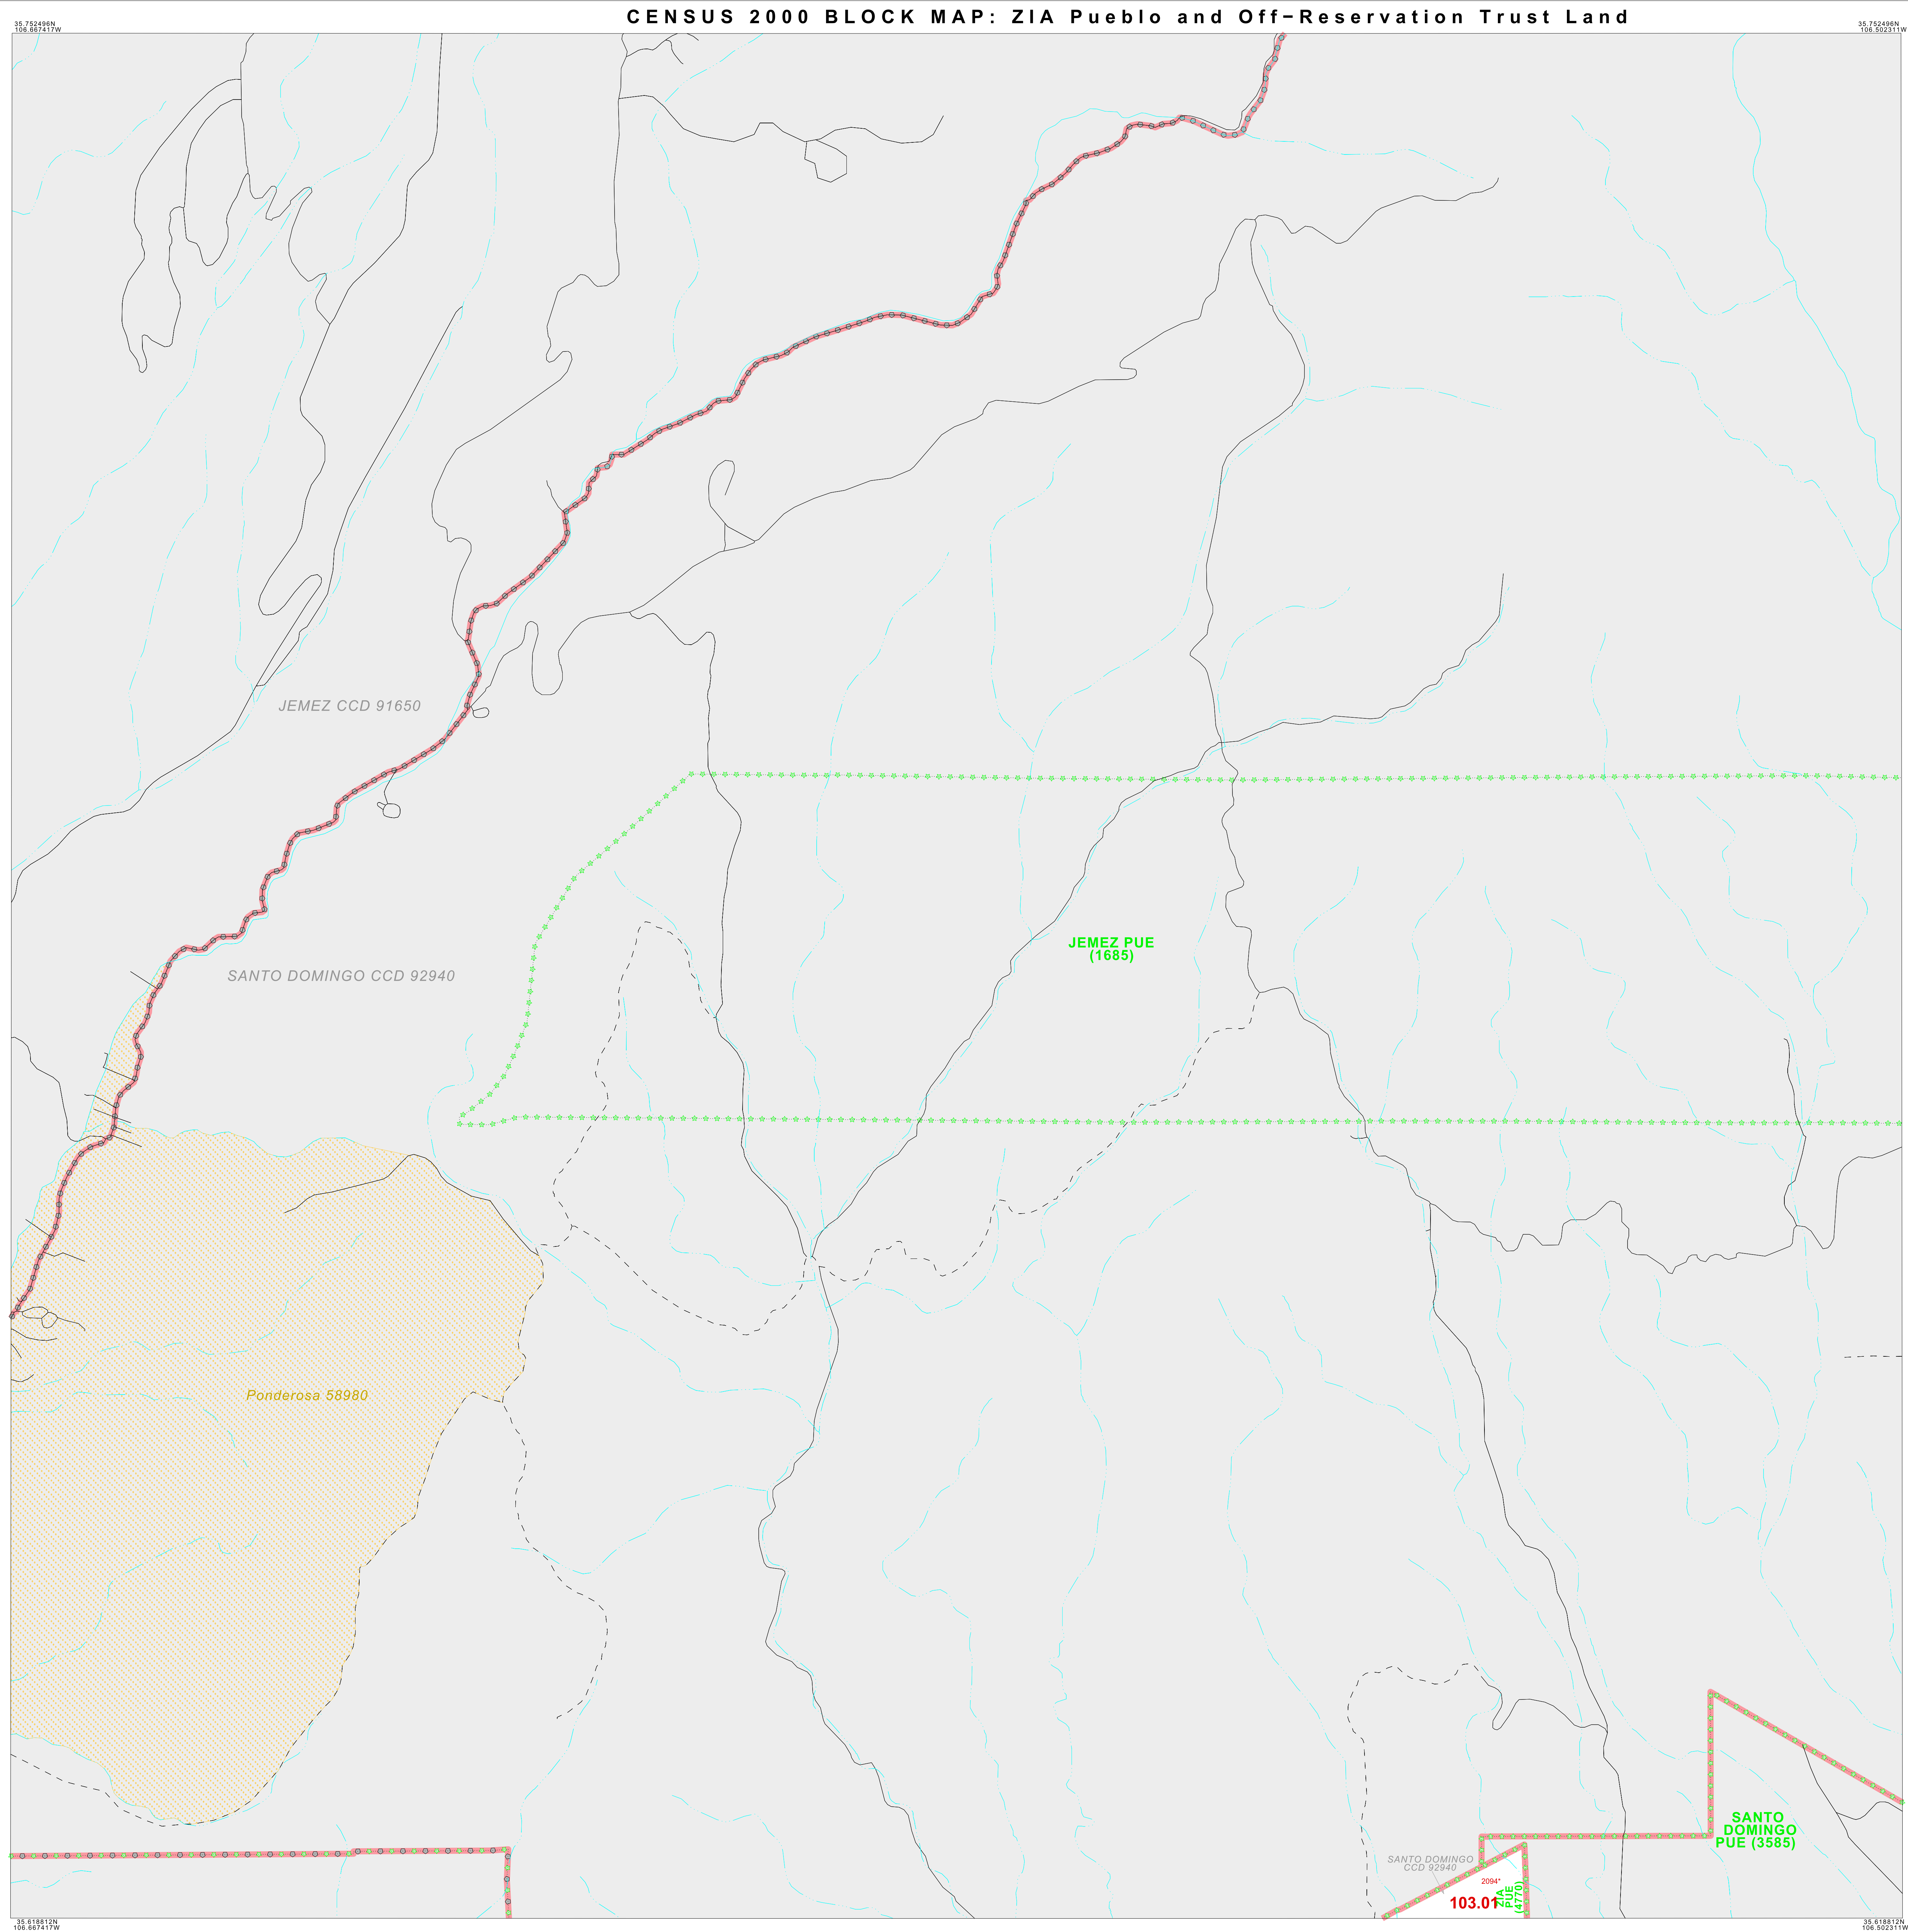 CENSUS 2000 BLOCK MAP: ZIA Pueblo and Off-Reservation Trust Land
35.752496N
106.667417W
35.752496N
106.502311W
JEMEZ CCD 91650
JEMEZ PUE
(1685)
SANTO DOMINGO CCD 92940
Ponderosa 58980
SANTO
DOMINGO
PUE (3585)
SANTO DOMINGO
CCD 92940
2094*
103.01
ZIA
PUE
(4770)
35.618812N
106.667417W
35.618812N
106.502311W